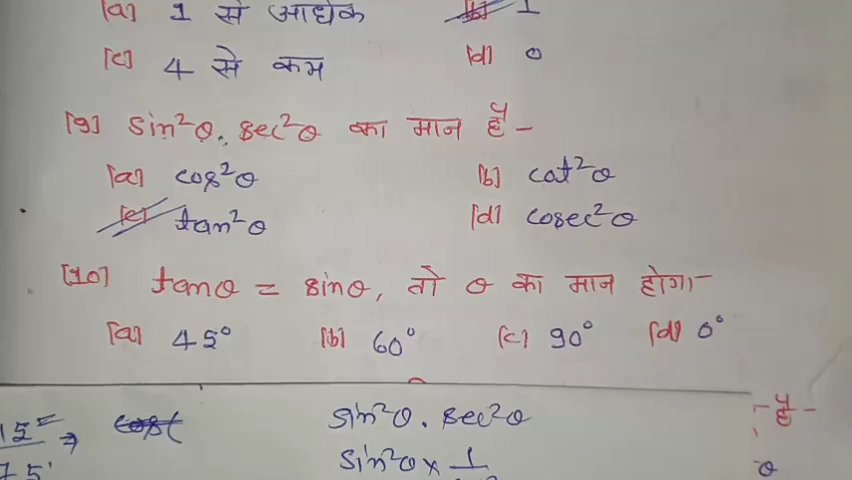 [a] 1 से अधिक [b] 1
[c] 4 से कम [d] 0
[9] sin²θ. sec²θ का मान है -
[a] cos²θ [b] cot²θ
[c] tan²θ [d] cosec²θ
[10] tanθ = sinθ, तो θ का मान होगा-
[a] 45° [b] 60° [c] 90° [d] 0°
sin²θ . sec²θ
sin²θ × 1
θ